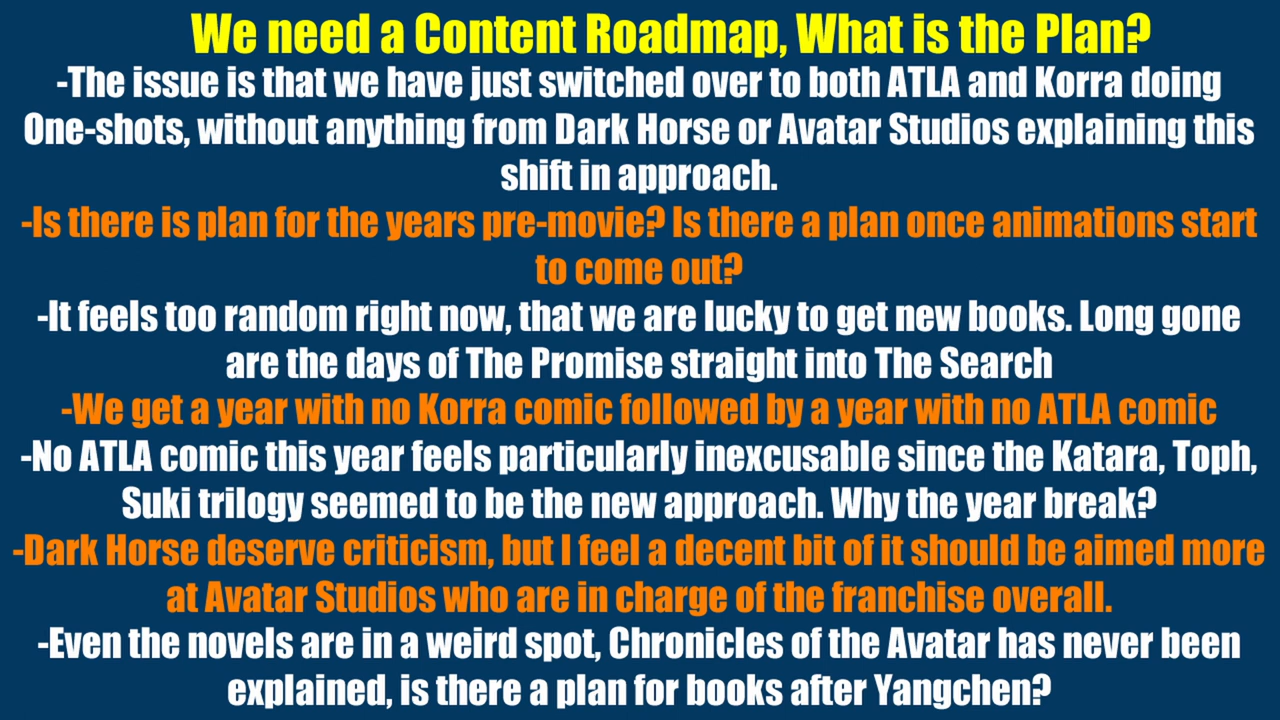 We need a Content Roadmap, What is the Plan?
-The issue is that we have just switched over to both ATLA and Korra doing
One-shots, without anything from Dark Horse or Avatar Studios explaining this
shift in approach.
-Is there is plan for the years pre-movie? Is there a plan once animations start
to come out?
-It feels too random right now, that we are lucky to get new books. Long gone
are the days of The Promise straight into The Search
-We get a year with no Korra comic followed by a year with no ATLA comic
-No ATLA comic this year feels particularly inexcusable since the Katara, Toph,
Suki trilogy seemed to be the new approach. Why the year break?
-Dark Horse deserve criticism, but I feel a decent bit of it should be aimed more
at Avatar Studios who are in charge of the franchise overall.
-Even the novels are in a weird spot, Chronicles of the Avatar has never been
explained, is there a plan for books after Yangchen?